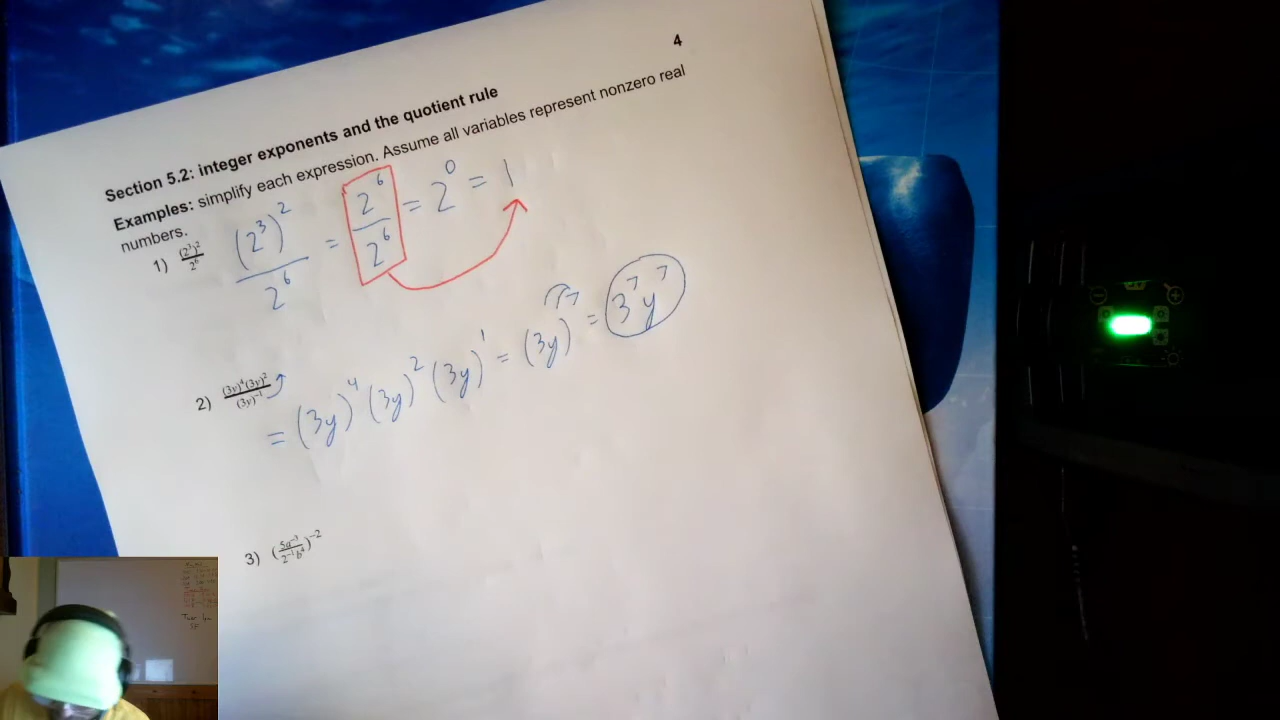 4
Section 5.2: integer exponents and the quotient rule
Examples: simplify each expression. Assume all variables represent nonzero real
numbers.
1) (2³)²/2⁶ (2³)²/2⁶ = 2⁶/2⁶ = 2⁰ = 1
2) (3y)⁴(3y)²/(3y)⁻¹
= (3y)⁴ (3y)² (3y)¹ = (3y)⁷ = 3⁷y⁷
3) (5a⁻³/2⁻¹b⁴)⁻²